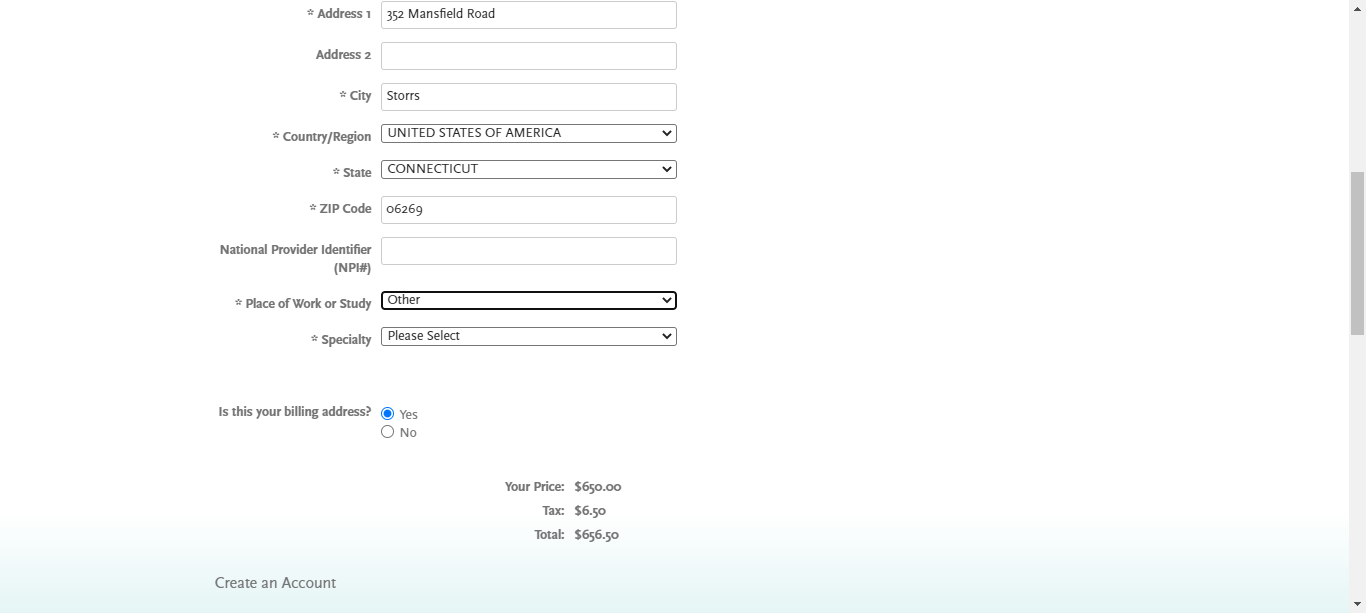 * Address 1 352 Mansfield Road
Address 2
* City Storrs
* Country/Region UNITED STATES OF AMERICA
* State CONNECTICUT
* ZIP Code 06269
National Provider Identifier
(NPI#)
* Place of Work or Study Other
* Specialty Please Select
Is this your billing address? Yes
No
Your Price: $650.00
Tax: $6.50
Total: $656.50
Create an Account